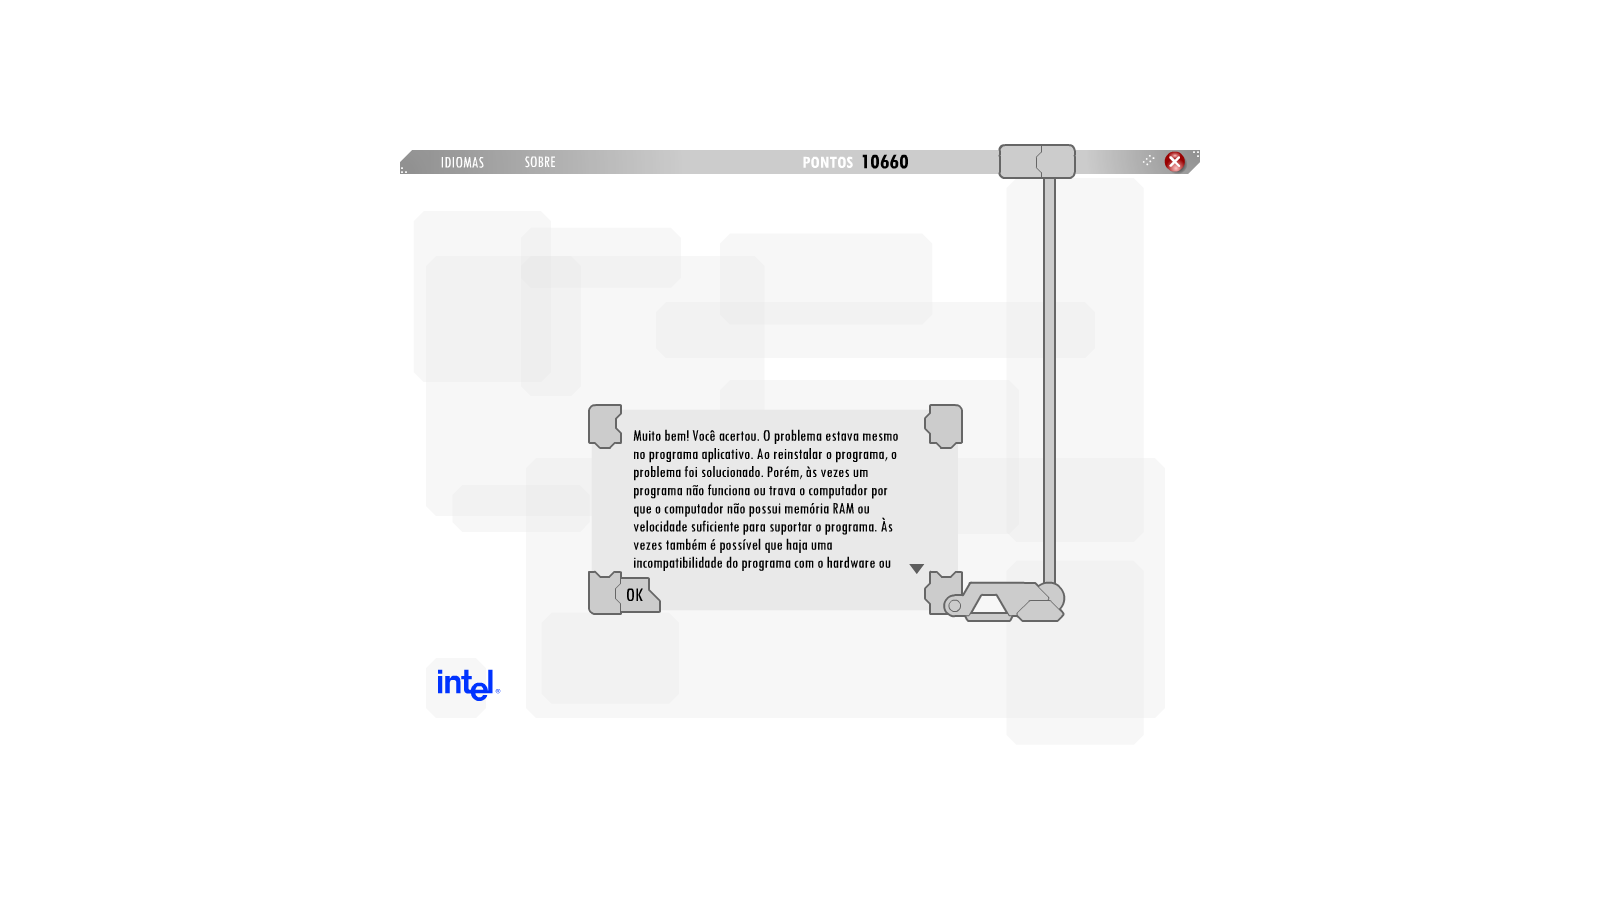 IDIOMAS SOBRE PONTOS 10660
Muito bem! Você acertou. O problema estava mesmo
no programa aplicativo. Ao reinstalar o programa, o
problema foi solucionado. Porém, às vezes um
programa não funciona ou trava o computador por
que o computador não possui memória RAM ou
velocidade suficiente para suportar o programa. Às
vezes também é possível que haja uma
incompatibilidade do programa com o hardware ou
OK
intel®